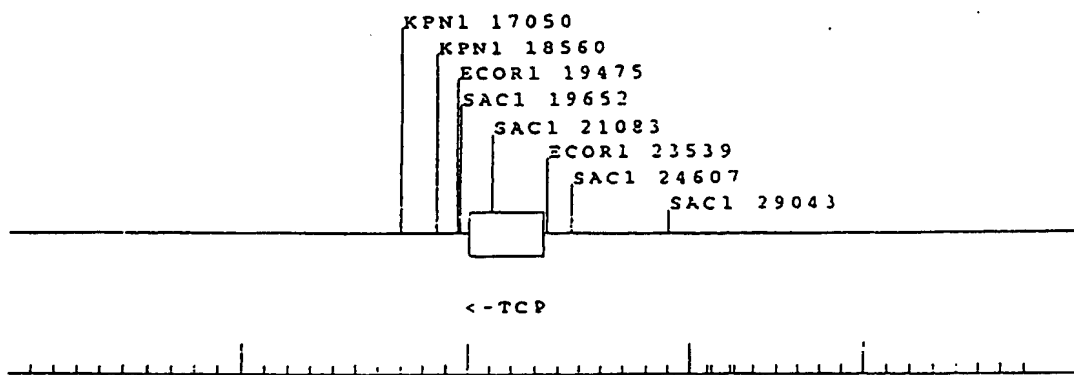 KPN1 17050
KPN1 18560
ECOR1 19475
SAC1 19652
SAC1 21083
ECOR1 23539
SAC1 24607
SAC1 29043
<-TCP